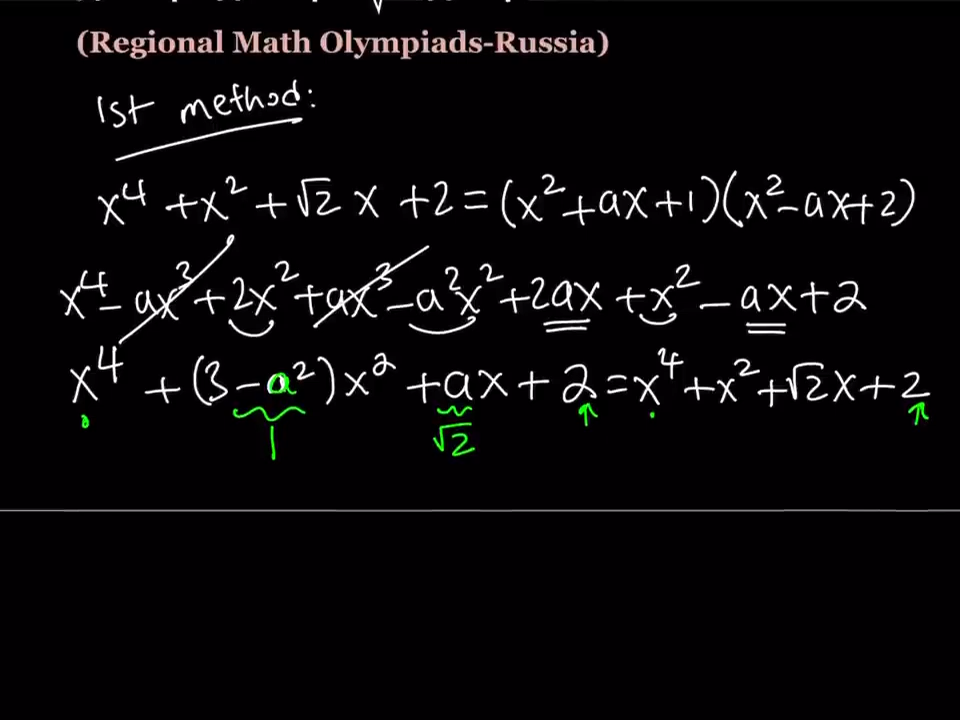 (Regional Math Olympiads-Russia)
1st method:
x⁴ + x² + √2 x + 2 = (x² + ax + 1)(x² - ax + 2)
x⁴ - ax³ + 2x² + ax³ - a²x² + 2ax + x² - ax + 2
x⁴ + (3 - a²)x² + ax + 2 = x⁴ + x² + √2x + 2
1 √2